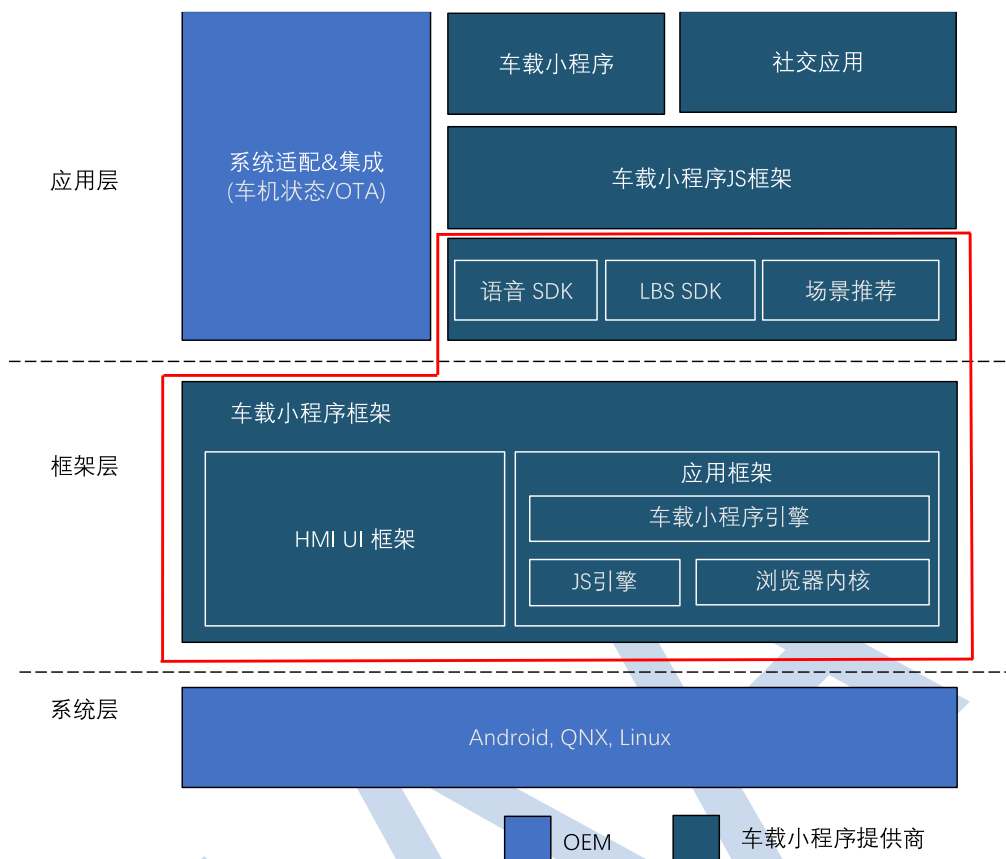 车载小程序
社交应用
应用层
系统适配&集成
(车机状态/OTA)
车载小程序JS框架
语音 SDK
LBS SDK
场景推荐
框架层
车载小程序框架
HMI UI 框架
应用框架
车载小程序引擎
JS引擎
浏览器内核
系统层
Android, QNX, Linux
OEM
车载小程序提供商